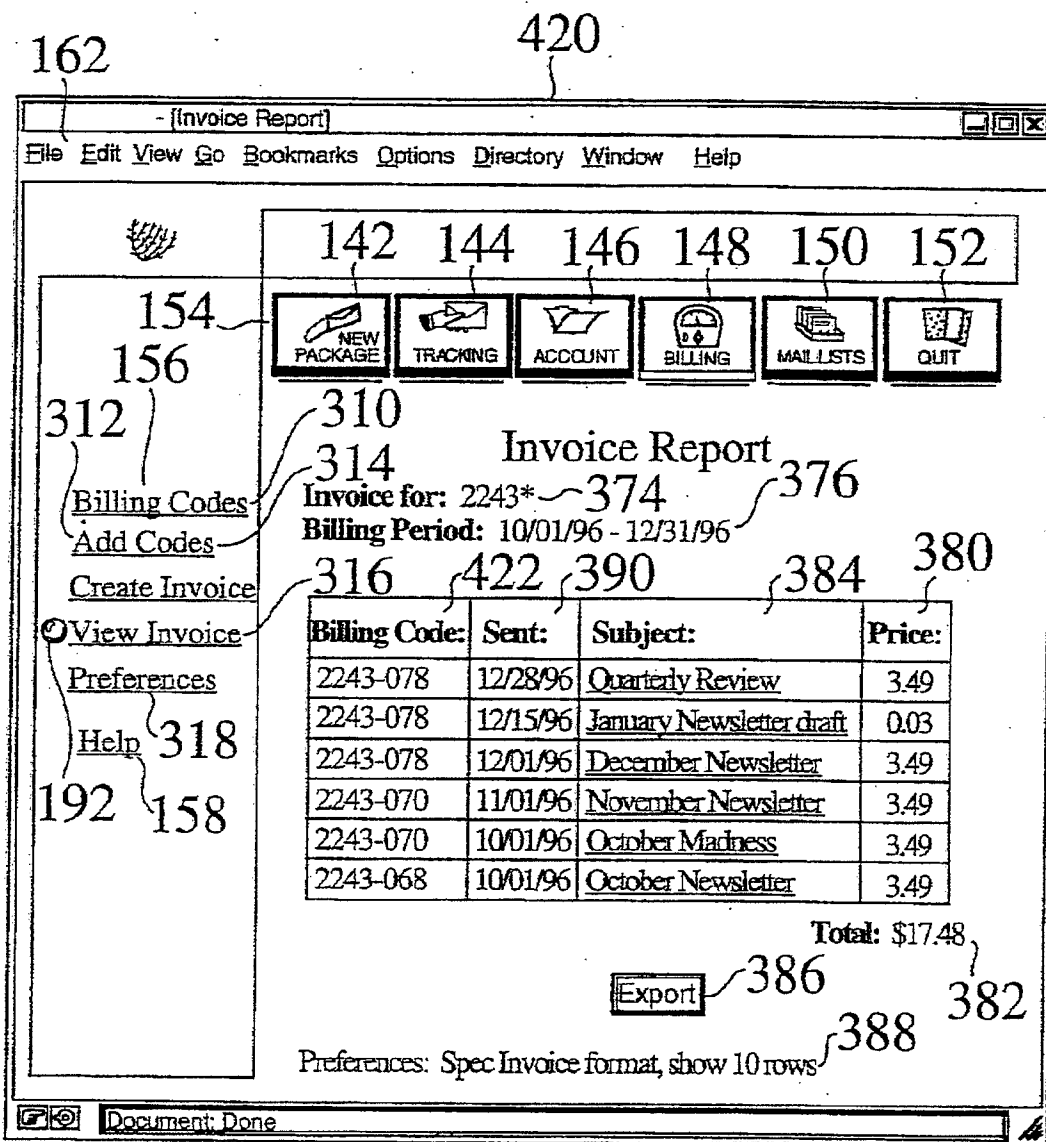 420
162
- [Invoice Report]
File Edit View Go Bookmarks Options Directory Window Help
142 144 146 148 150 152
154
NEW PACKAGE TRACKING ACCOUNT BILLING MAIL LISTS QUIT
156
310
312
Invoice Report
314
376
Billing Codes
Invoice for: 2243* 374
Add Codes
Billing Period: 10/01/96 - 12/31/96
380
Create Invoice 316
422 390 384
View Invoice
Billing Code: Sent: Subject: Price:
Preferences
2243-078 12/28/96 Quarterly Review 3.49
2243-078 12/15/96 January Newsletter draft 0.03
Help 318
2243-078 12/01/96 December Newsletter 3.49
192 158
2243-070 11/01/96 November Newsletter 3.49
2243-070 10/01/96 October Madness 3.49
2243-068 10/01/96 October Newsletter 3.49
Total: $17.48
386
Export
382
388
Preferences: Spec Invoice format, show 10 rows
Document: Done